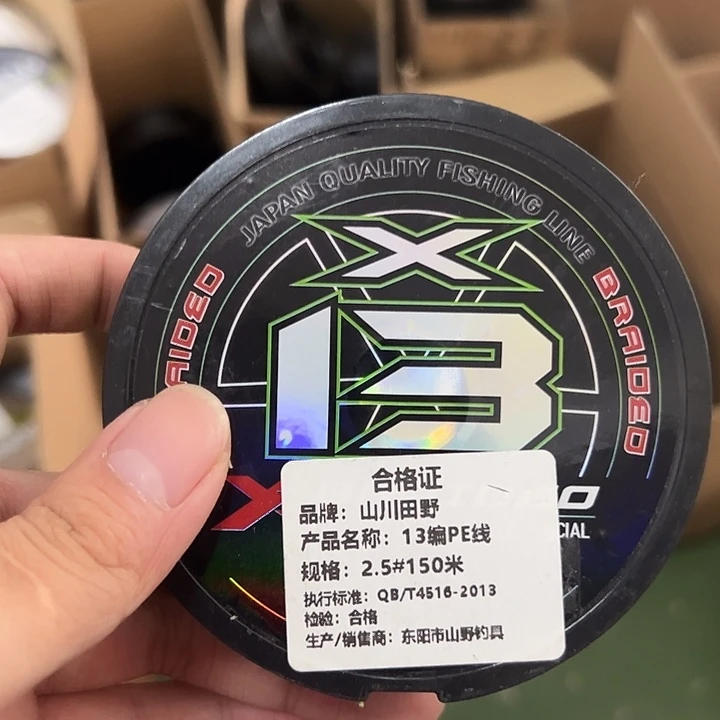 JAPAN QUALITY FISHING LINE
BRAIDED
X
13
合格证
品牌：山川田野
产品名称：13编PE线
规格：2.5#150米
执行标准：QB/T4516-2013
检验：合格
生产/销售商：东阳市山野钓具